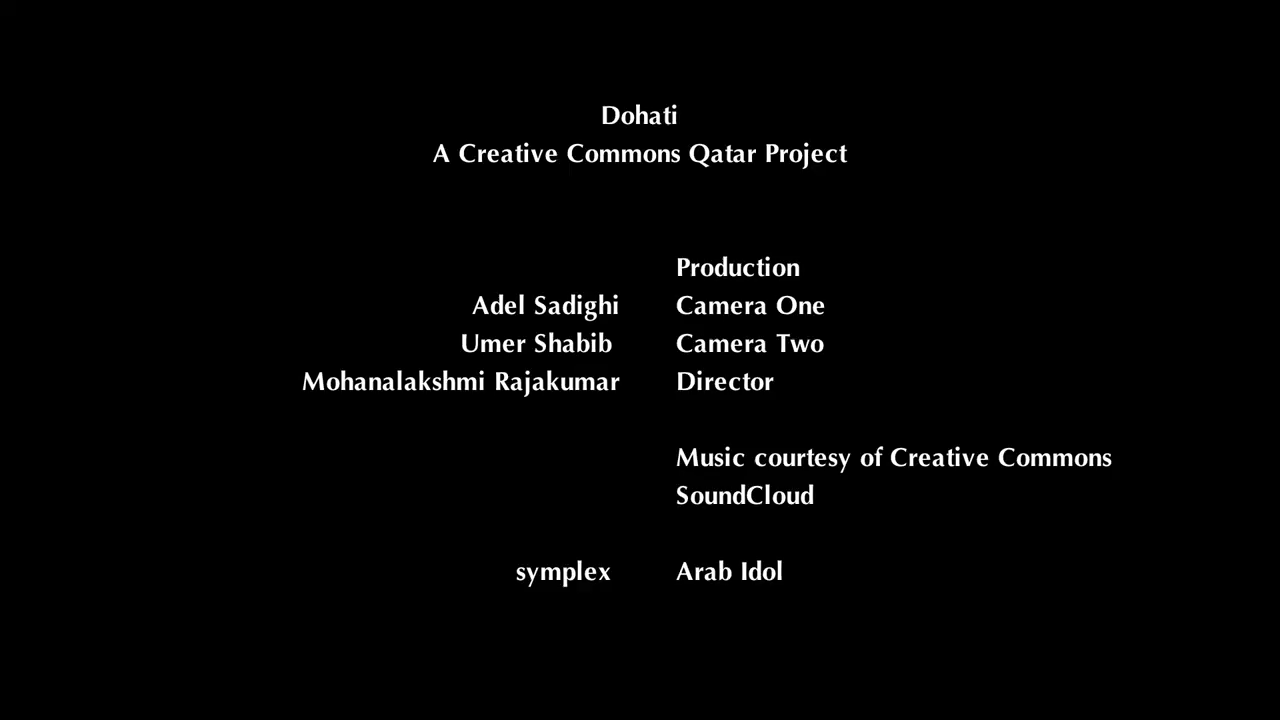 Dohati
A Creative Commons Qatar Project
Production
Adel Sadighi Camera One
Umer Shabib Camera Two
Mohanalakshmi Rajakumar Director
Music courtesy of Creative Commons
SoundCloud
symplex Arab Idol